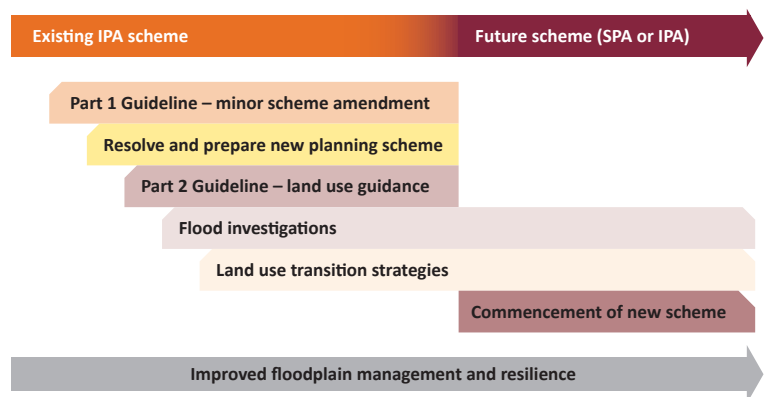 Existing IPA scheme
Future scheme (SPA or IPA)
Part 1 Guideline – minor scheme amendment
Resolve and prepare new planning scheme
Part 2 Guideline – land use guidance
Flood investigations
Land use transition strategies
Commencement of new scheme
Improved floodplain management and resilience